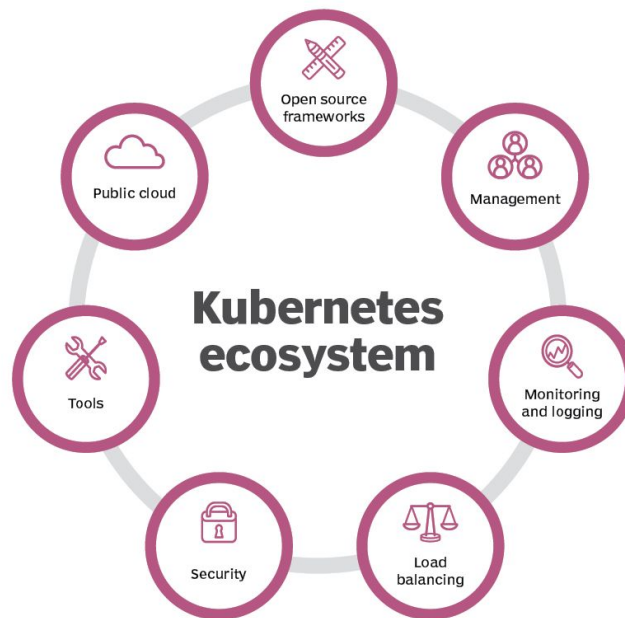 Open source
frameworks
Management
Monitoring
and logging
Load
balancing
Security
Tools
Public cloud
Kubernetes
ecosystem